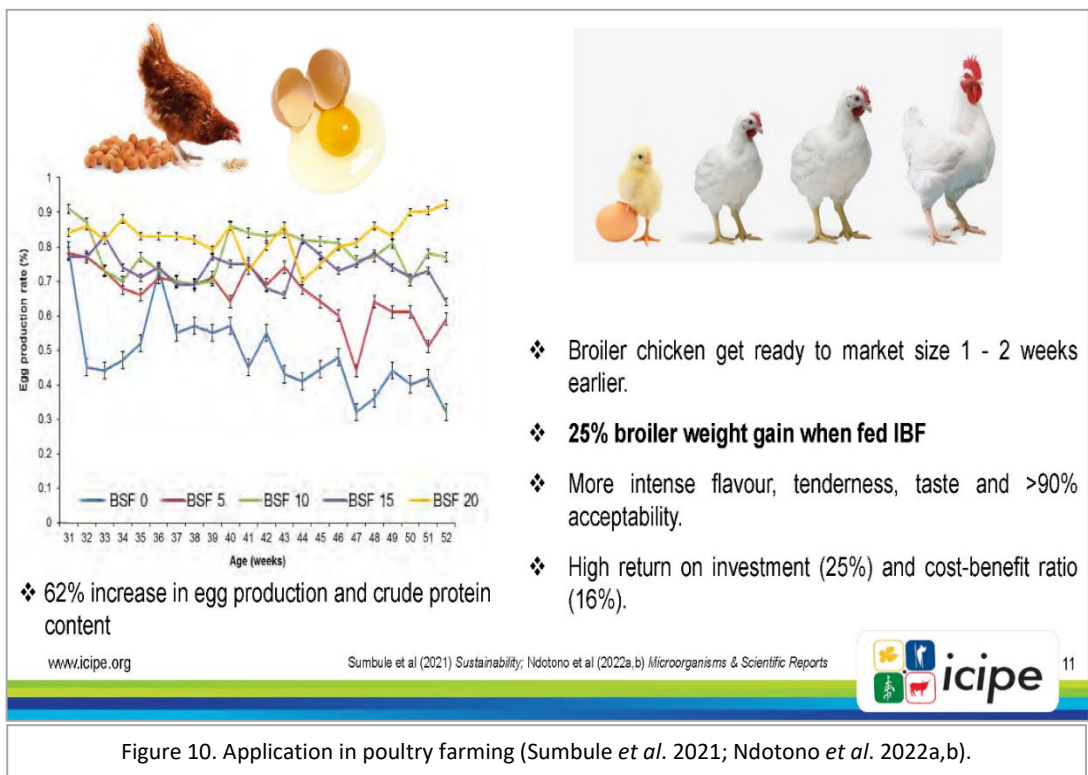 1
0.9
0.8
0.7
0.6
0.5
0.4
0.3
0.2
0.1
0
Egg production rate (%)
BSF 0 BSF 5 BSF 10 BSF 15 BSF 20
31 32 33 34 35 36 37 38 39 40 41 42 43 44 45 46 47 48 49 50 51 52
Age (weeks)
❖ 62% increase in egg production and crude protein
content
❖ Broiler chicken get ready to market size 1 - 2 weeks
earlier.
❖ 25% broiler weight gain when fed IBF
❖ More intense flavour, tenderness, taste and >90%
acceptability.
❖ High return on investment (25%) and cost-benefit ratio
(16%).
www.icipe.org
Sumbule et al (2021) Sustainability; Ndotono et al (2022a,b) Microorganisms & Scientific Reports
icipe
11
Figure 10. Application in poultry farming (Sumbule et al. 2021; Ndotono et al. 2022a,b).